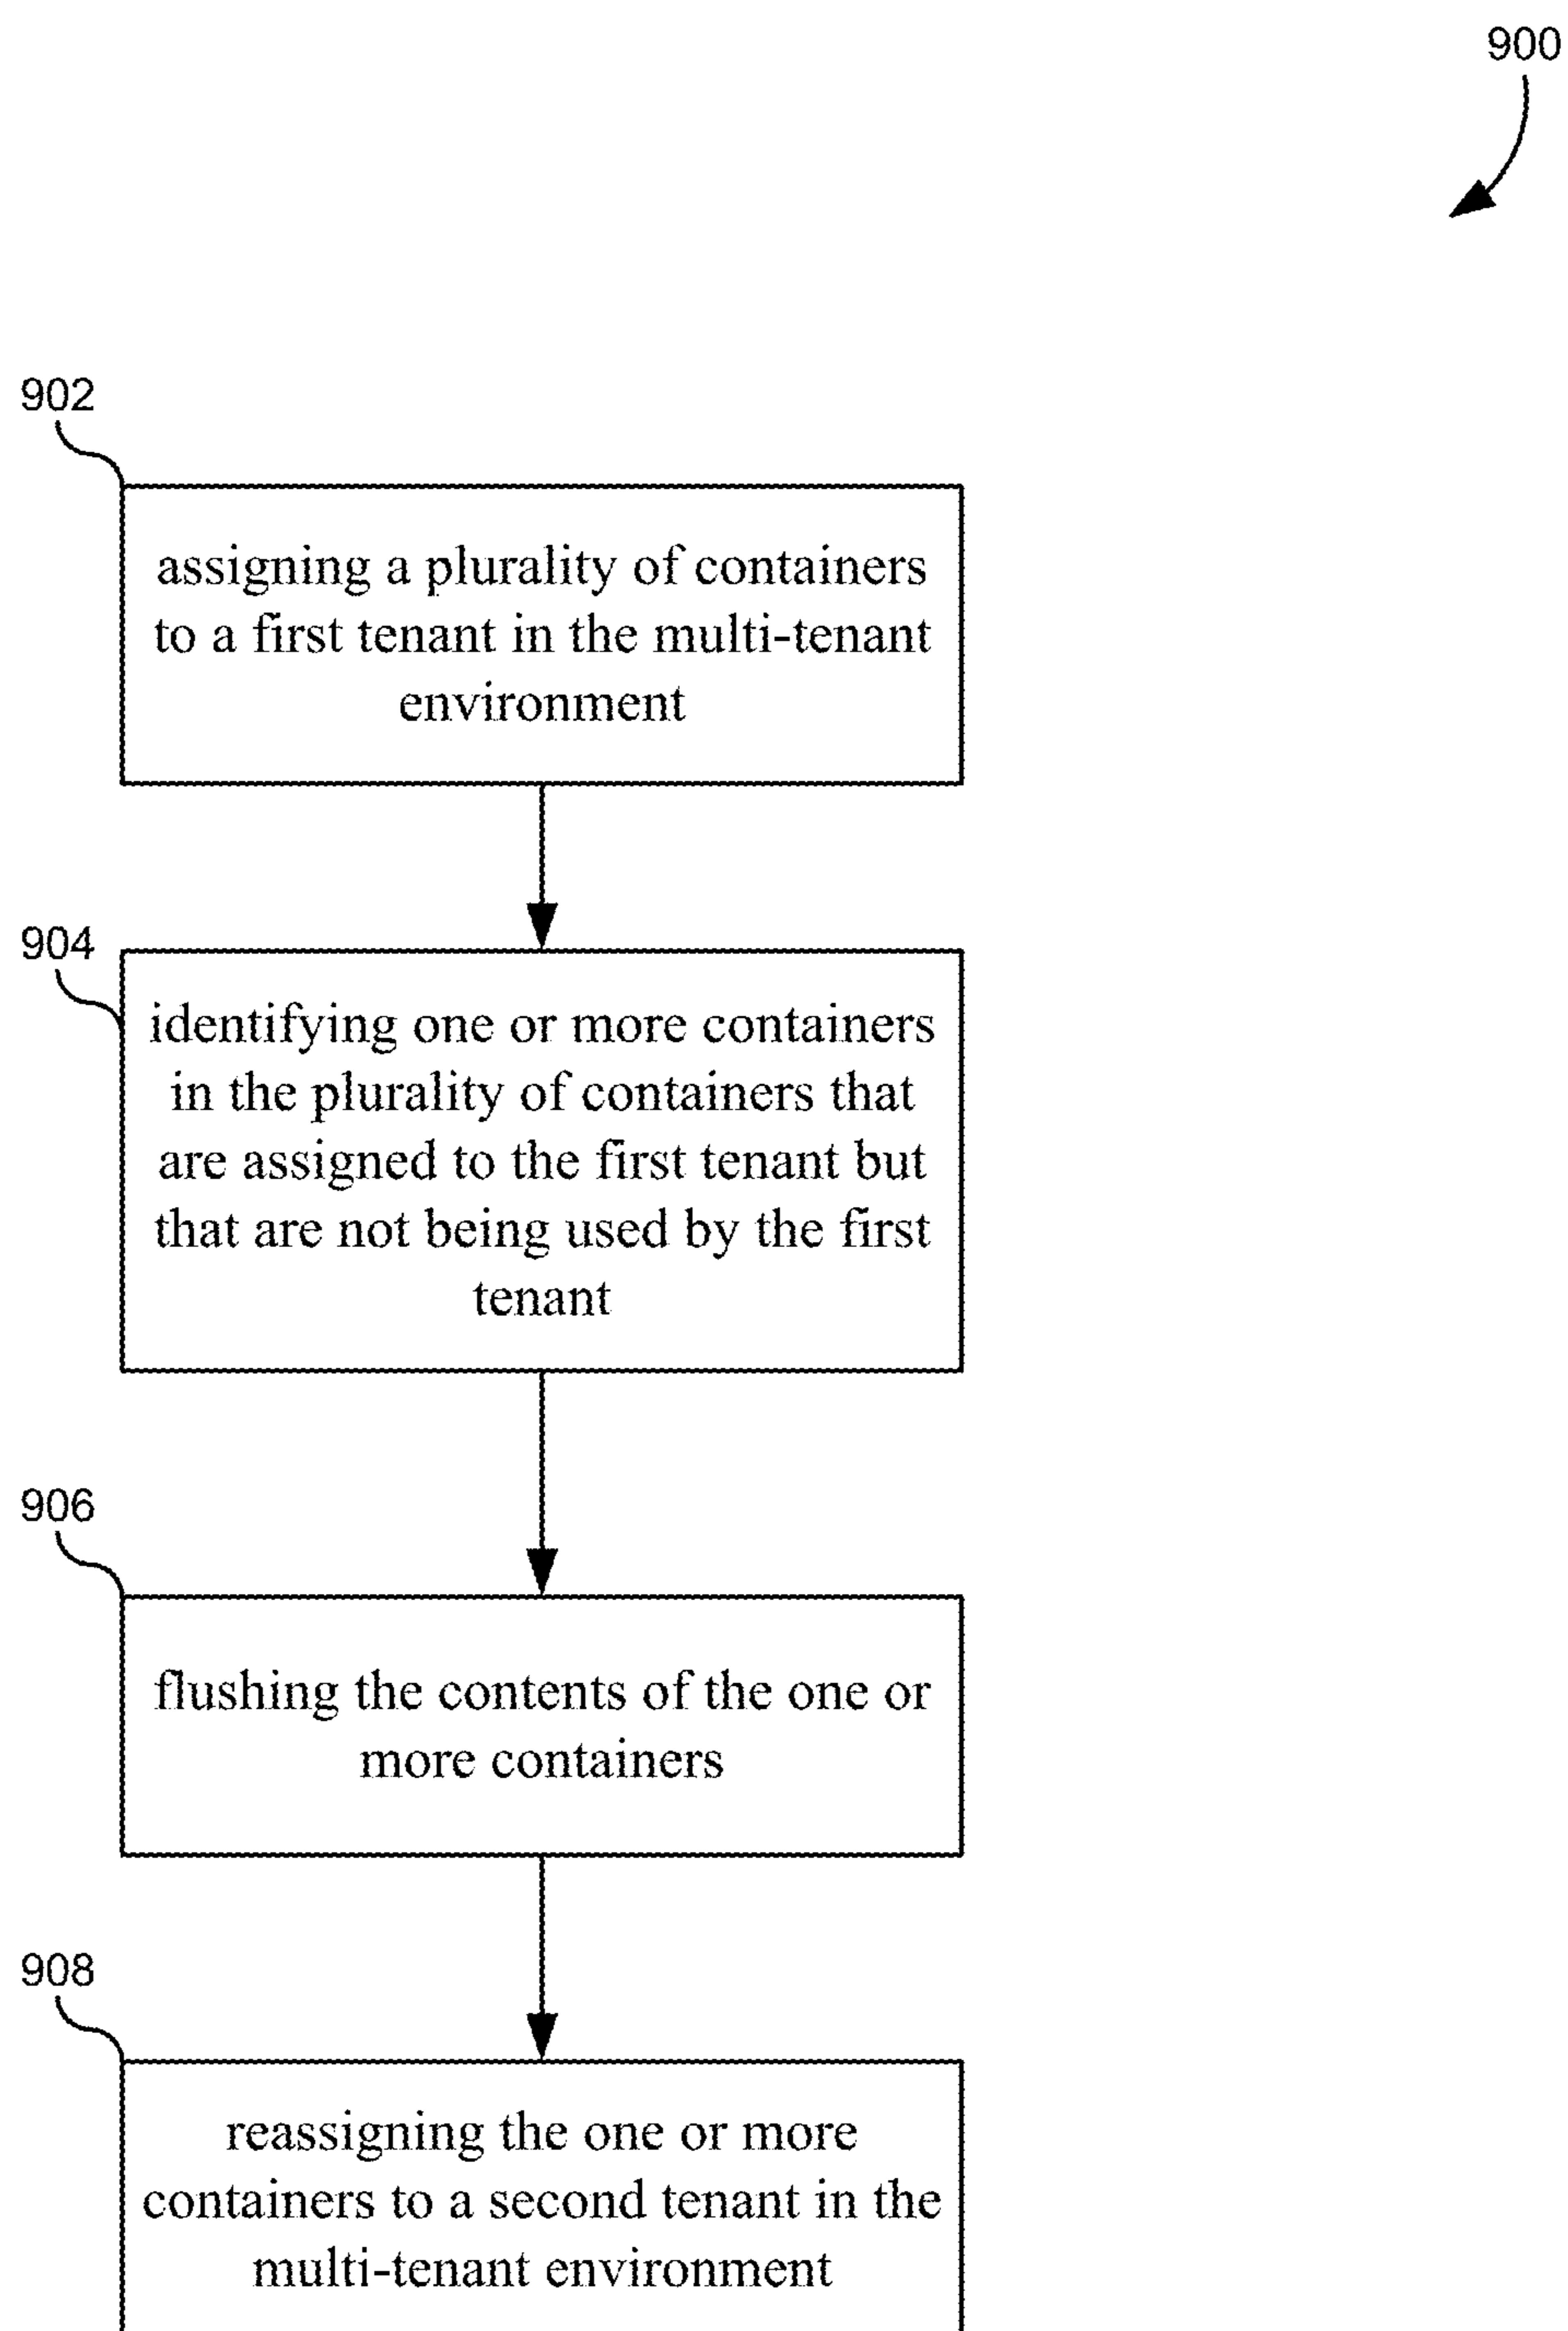 900
902
assigning a plurality of containers
to a first tenant in the multi-tenant
environment
904
identifying one or more containers
in the plurality of containers that
are assigned to the first tenant but
that are not being used by the first
tenant
906
flushing the contents of the one or
more containers
908
reassigning the one or more
containers to a second tenant in the
multi-tenant environment